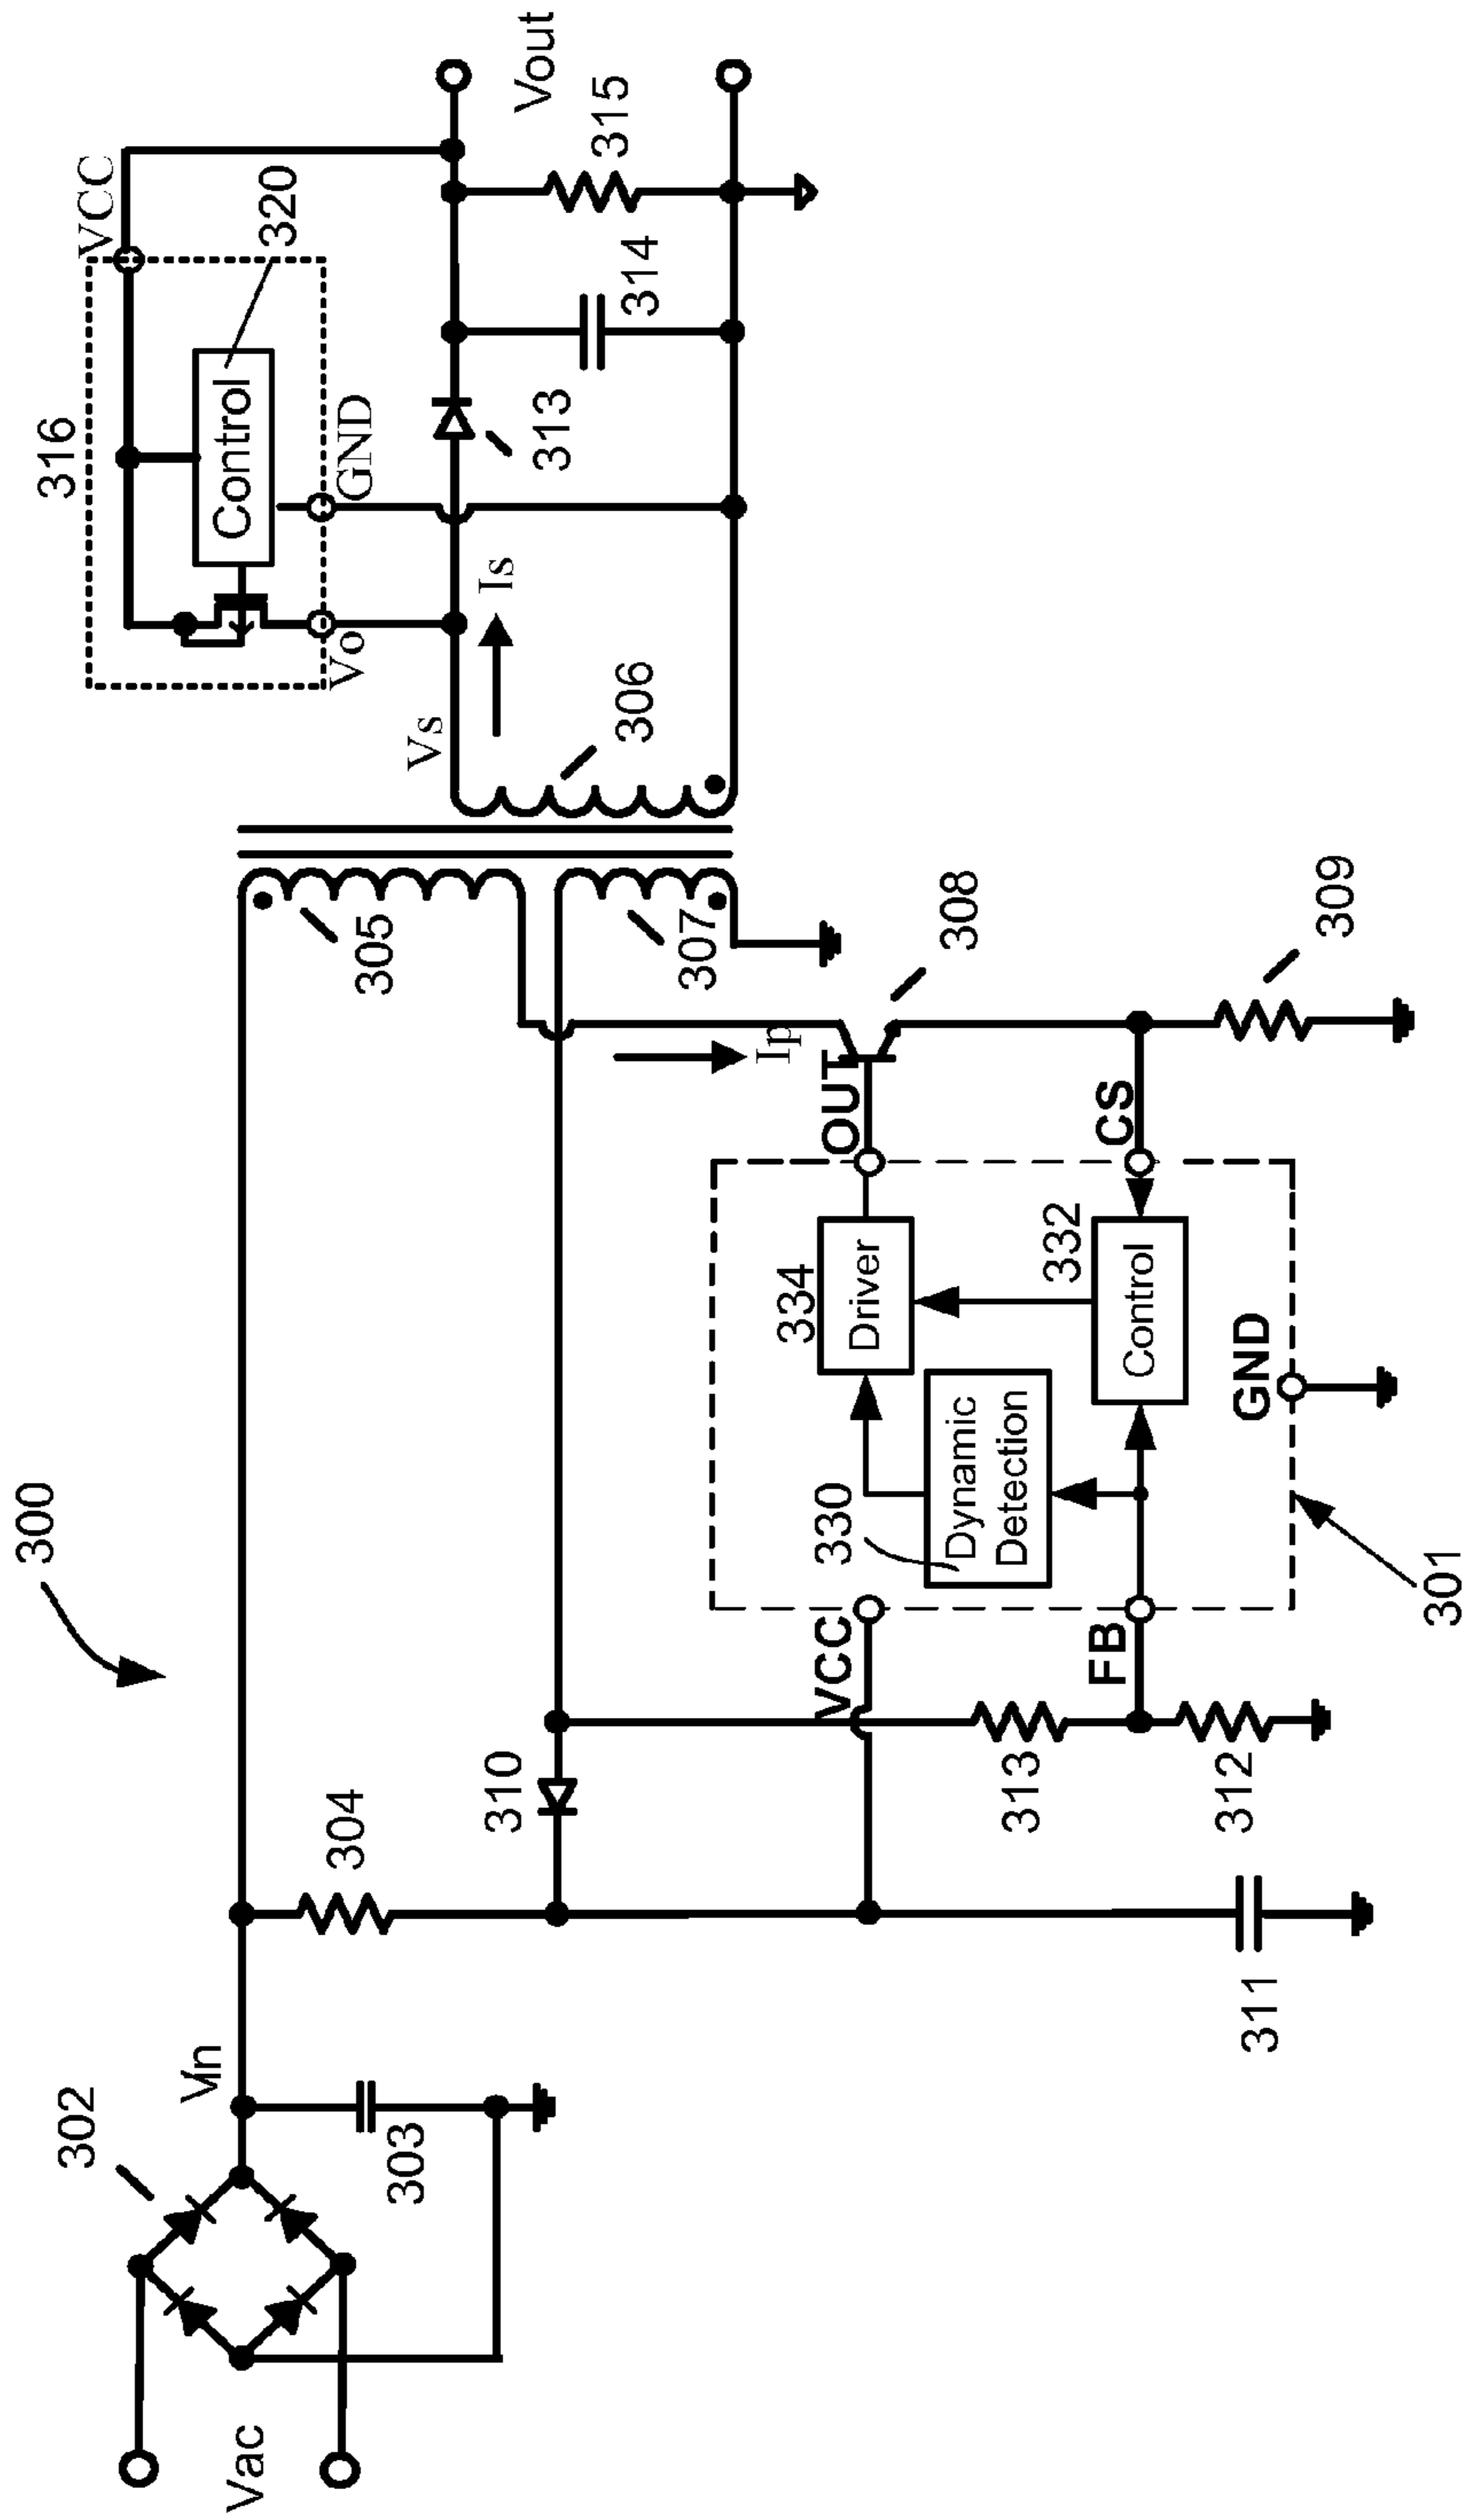 300
302
Vac
Vin
303
304
310
311
312
313
VCC
FB
330
Dynamic
Detection
334
Driver
332
Control
OUT
CS
GND
301
308
309
Ip
305
307
306
Vs
Is
Vo
GND
VCC
316
Control
320
313
314
315
Vout